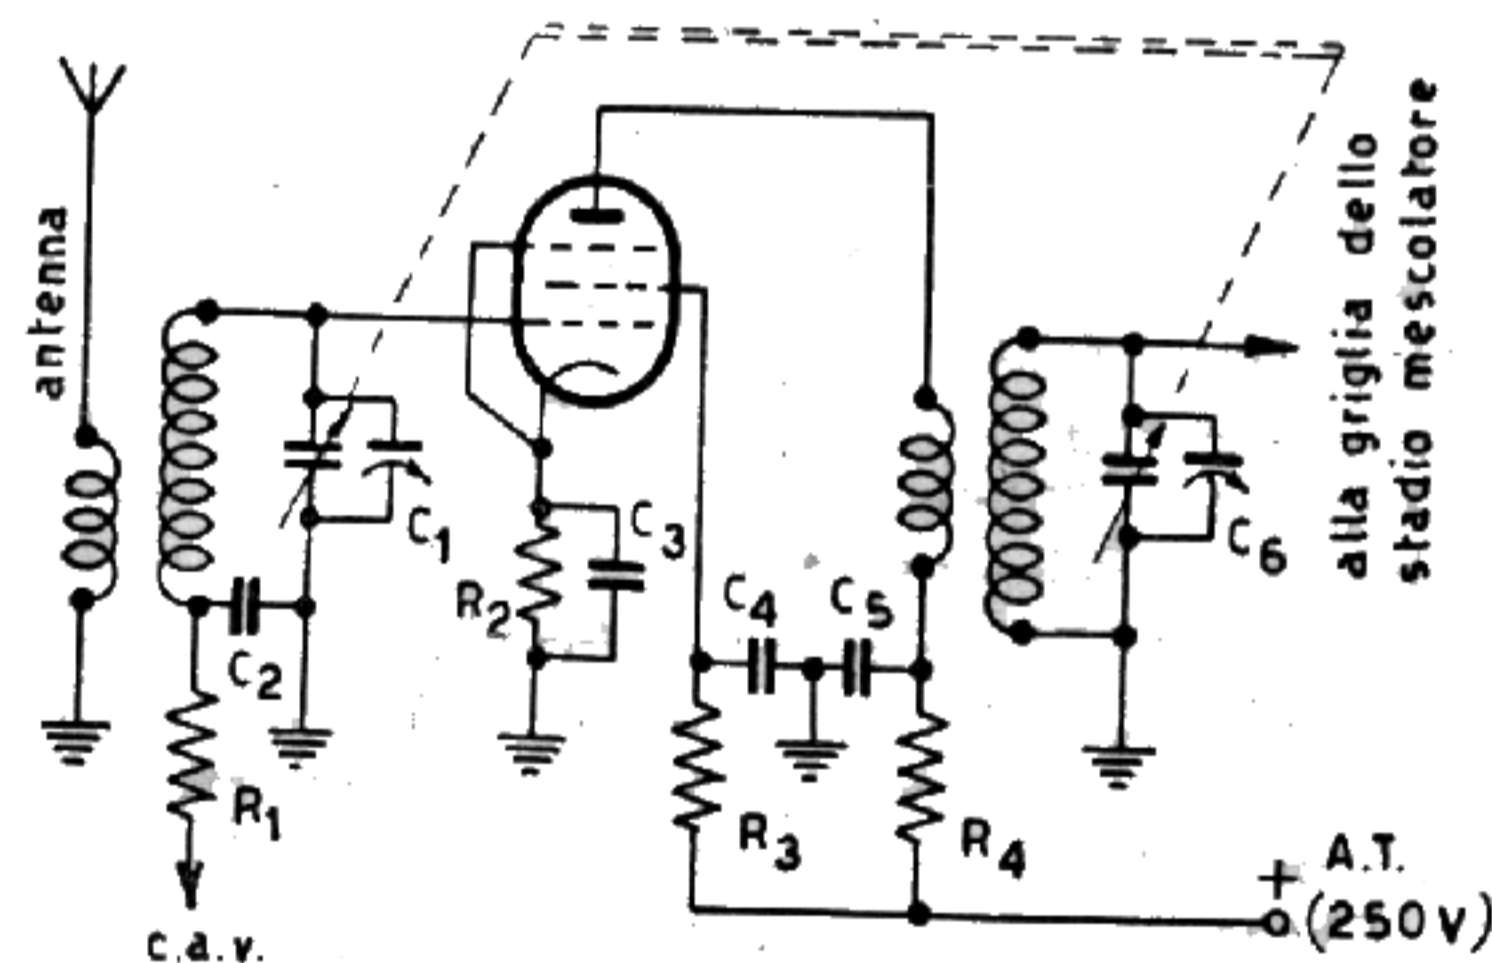 antenna
alla griglia dello
stadio mescolatore
C1
C2
C3
R2
C4
C5
C6
R1
R3
R4
+ A.T.
(250V)
c.a.v.